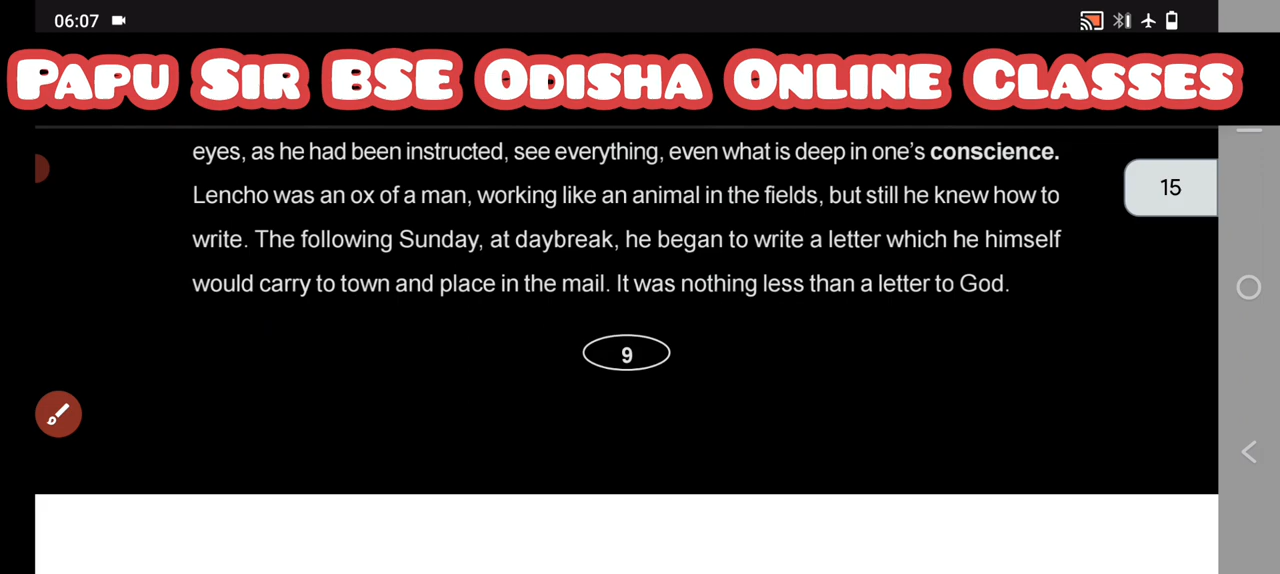 06:07
PAPU SIR BSE ODISHA ONLINE CLASSES
eyes, as he had been instructed, see everything, even what is deep in one's conscience.
15
Lencho was an ox of a man, working like an animal in the fields, but still he knew how to
write. The following Sunday, at daybreak, he began to write a letter which he himself
would carry to town and place in the mail. It was nothing less than a letter to God.
9